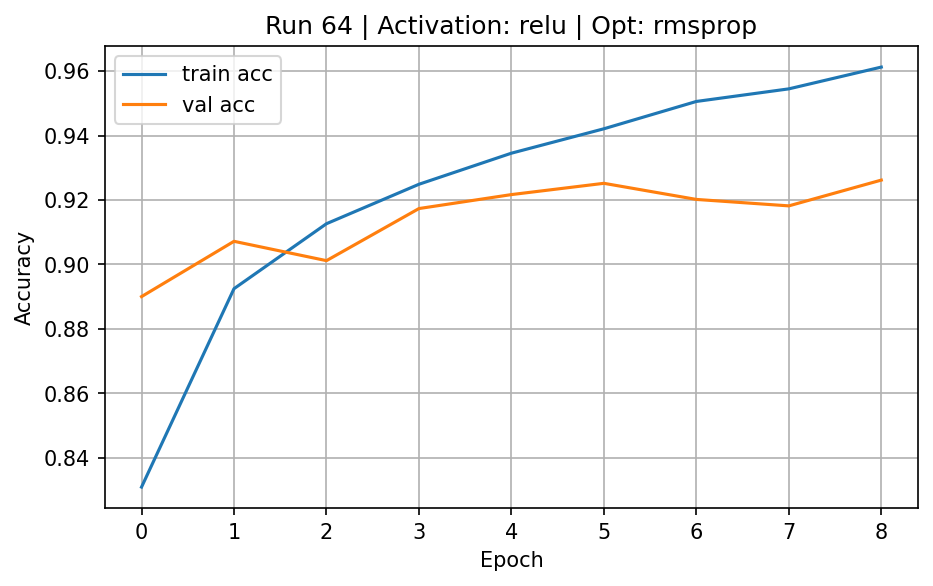 Run 64 | Activation: relu | Opt: rmsprop
train acc
val acc
0.96
0.94
0.92
0.90
0.88
0.86
0.84
Accuracy
0 1 2 3 4 5 6 7 8
Epoch